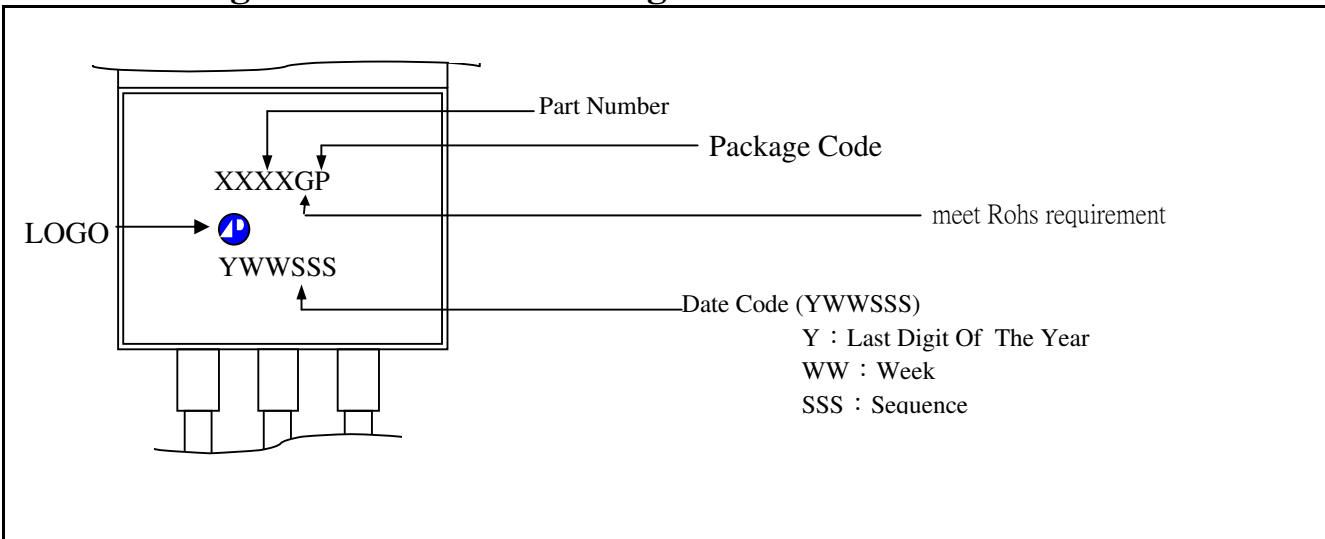 Part Number
Package Code
XXXXGP
meet Rohs requirement
LOGO
YWWSSS
Date Code (YWWSSS)
Y：Last Digit Of The Year
WW：Week
SSS：Sequence